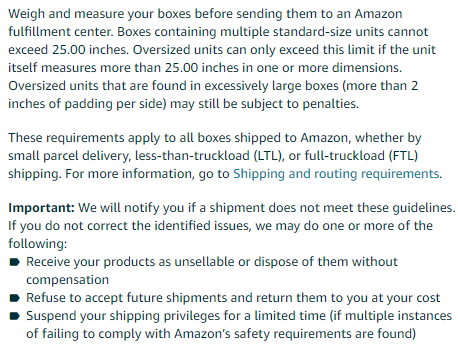 Weigh and measure your boxes before sending them to an Amazon
fulfillment center. Boxes containing multiple standard-size units cannot
exceed 25.00 inches. Oversized units can only exceed this limit if the unit
itself measures more than 25.00 inches in one or more dimensions.
Oversized units that are found in excessively large boxes (more than 2
inches of padding per side) may still be subject to penalties.
These requirements apply to all boxes shipped to Amazon, whether by
small parcel delivery, less-than-truckload (LTL), or full-truckload (FTL)
shipping. For more information, go to Shipping and routing requirements.
Important: We will notify you if a shipment does not meet these guidelines.
If you do not correct the identified issues, we may do one or more of the
following:
Receive your products as unsellable or dispose of them without
compensation
Refuse to accept future shipments and return them to you at your cost
Suspend your shipping privileges for a limited time (if multiple instances
of failing to comply with Amazon's safety requirements are found)